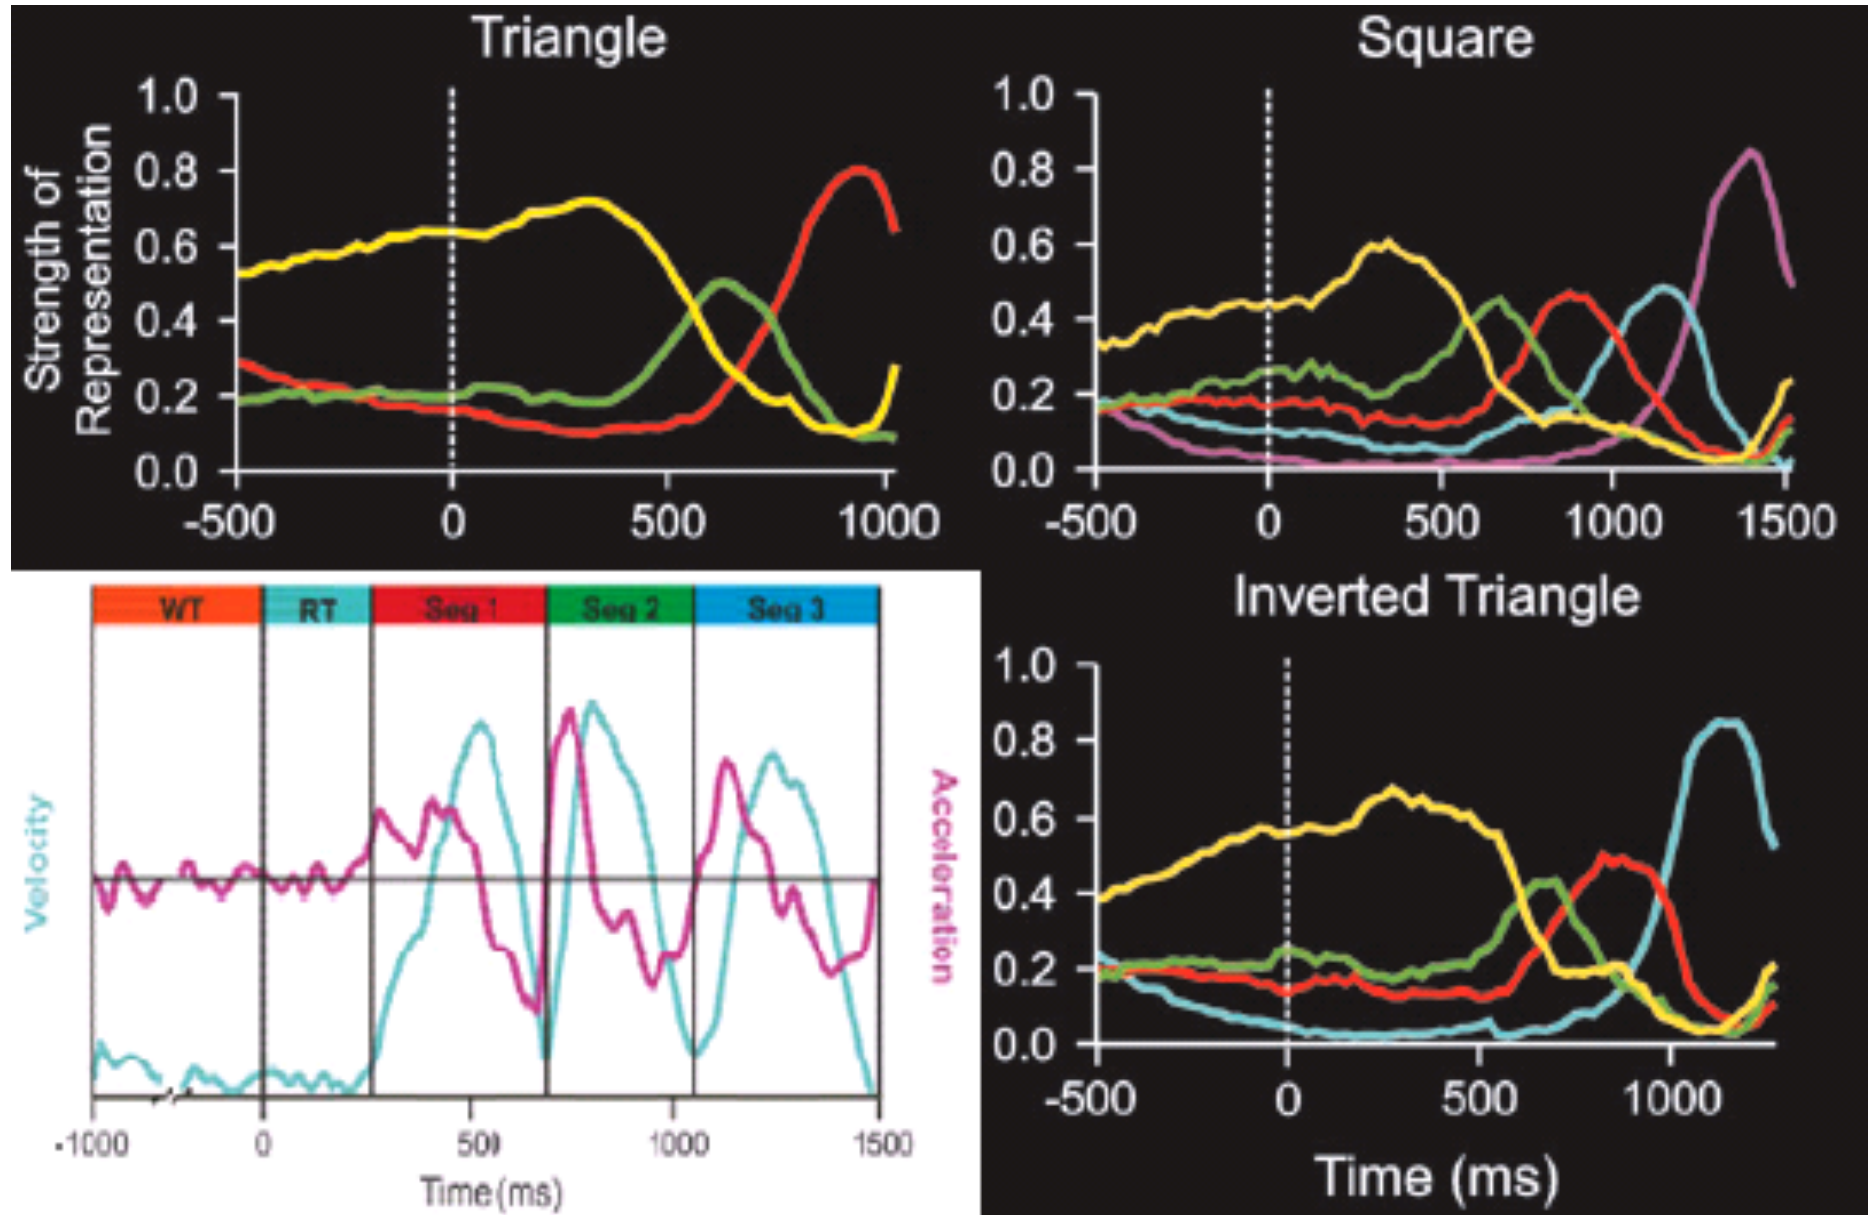 Triangle
Strength of
Representation
1.0
0.8
0.6
0.4
0.2
0.0
-500 0 500 1000
Square
1.0
0.8
0.6
0.4
0.2
0.0
-500 0 500 1000 1500
WT RT Seg 1 Seg 2 Seg 3
Velocity
Acceleration
-1000 0 500 1000 1500
Time (ms)
Inverted Triangle
1.0
0.8
0.6
0.4
0.2
0.0
-500 0 500 1000
Time (ms)